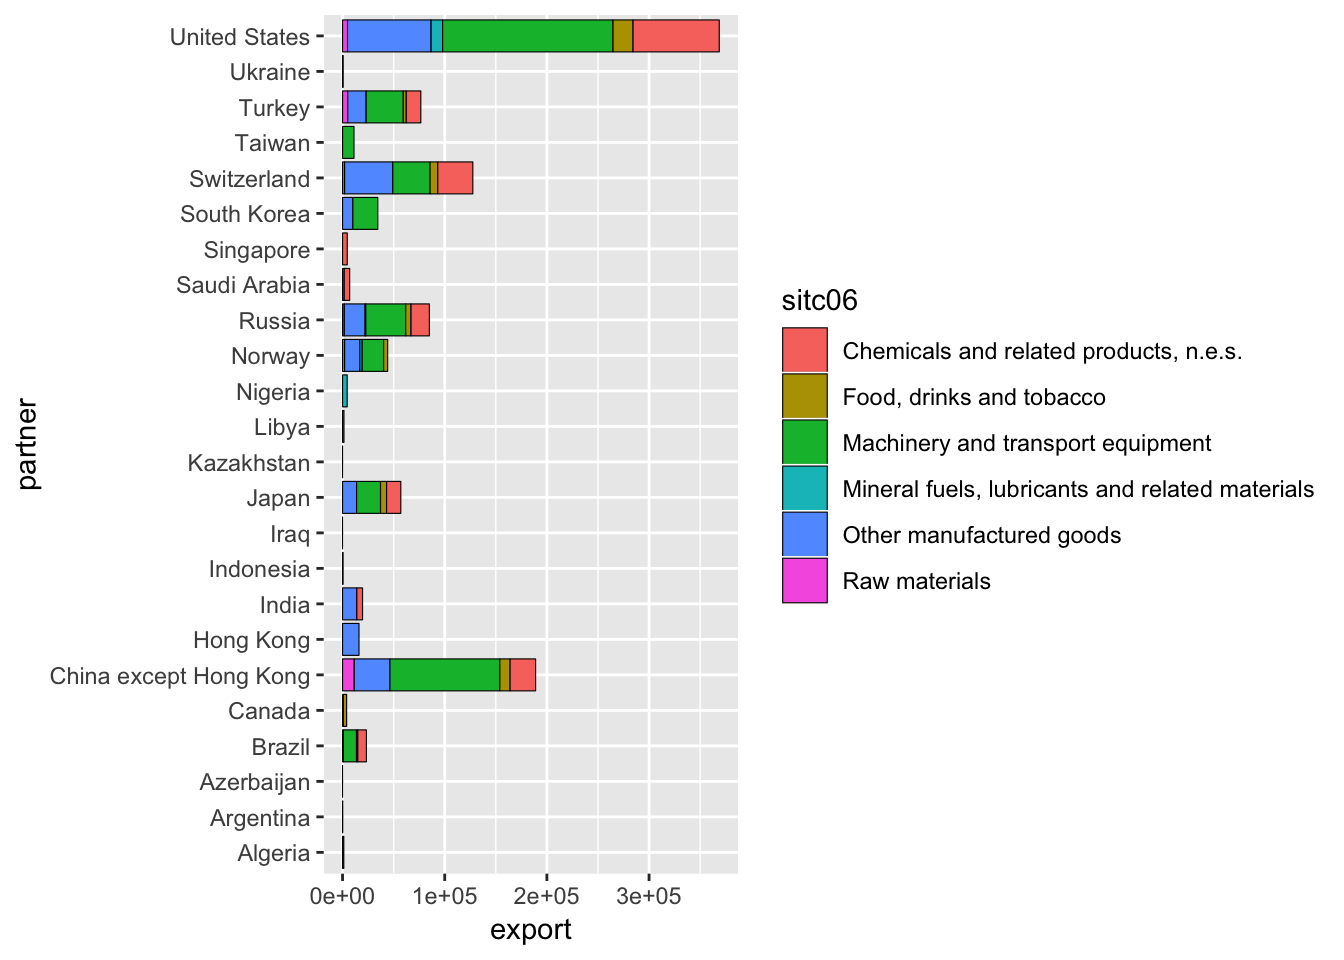 United States
Ukraine
Turkey
Taiwan
Switzerland
South Korea
Singapore
Saudi Arabia
Russia
Norway
Nigeria
Libya
Kazakhstan
Japan
Iraq
Indonesia
India
Hong Kong
China except Hong Kong
Canada
Brazil
Azerbaijan
Argentina
Algeria
partner
0e+00 1e+05 2e+05 3e+05
export
sitc06
Chemicals and related products, n.e.s.
Food, drinks and tobacco
Machinery and transport equipment
Mineral fuels, lubricants and related materials
Other manufactured goods
Raw materials